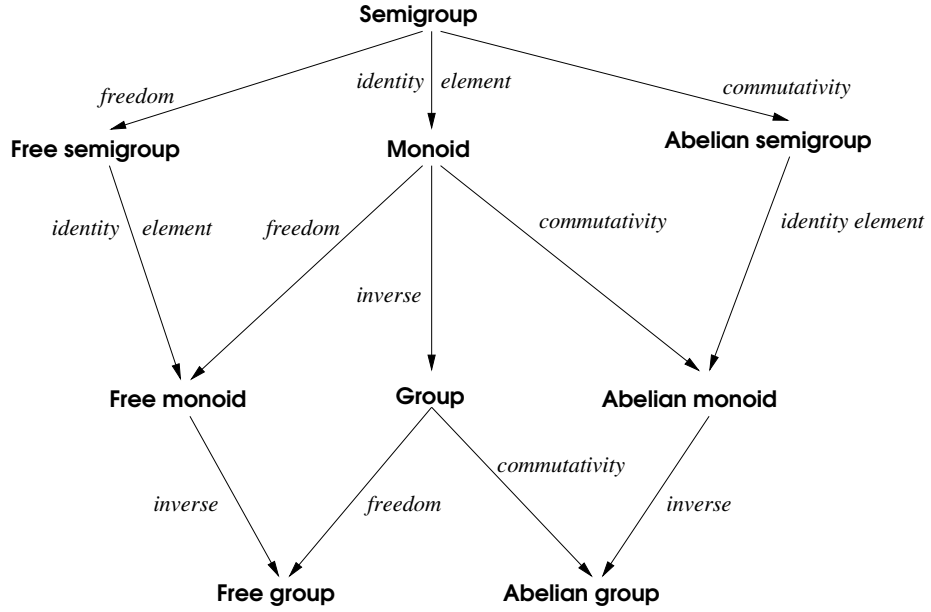 Semigroup
freedom
identity element
commutativity
Free semigroup
Monoid
Abelian semigroup
identity element
freedom
commutativity
identity element
inverse
Free monoid
Group
Abelian monoid
inverse
freedom
commutativity
inverse
Free group
Abelian group